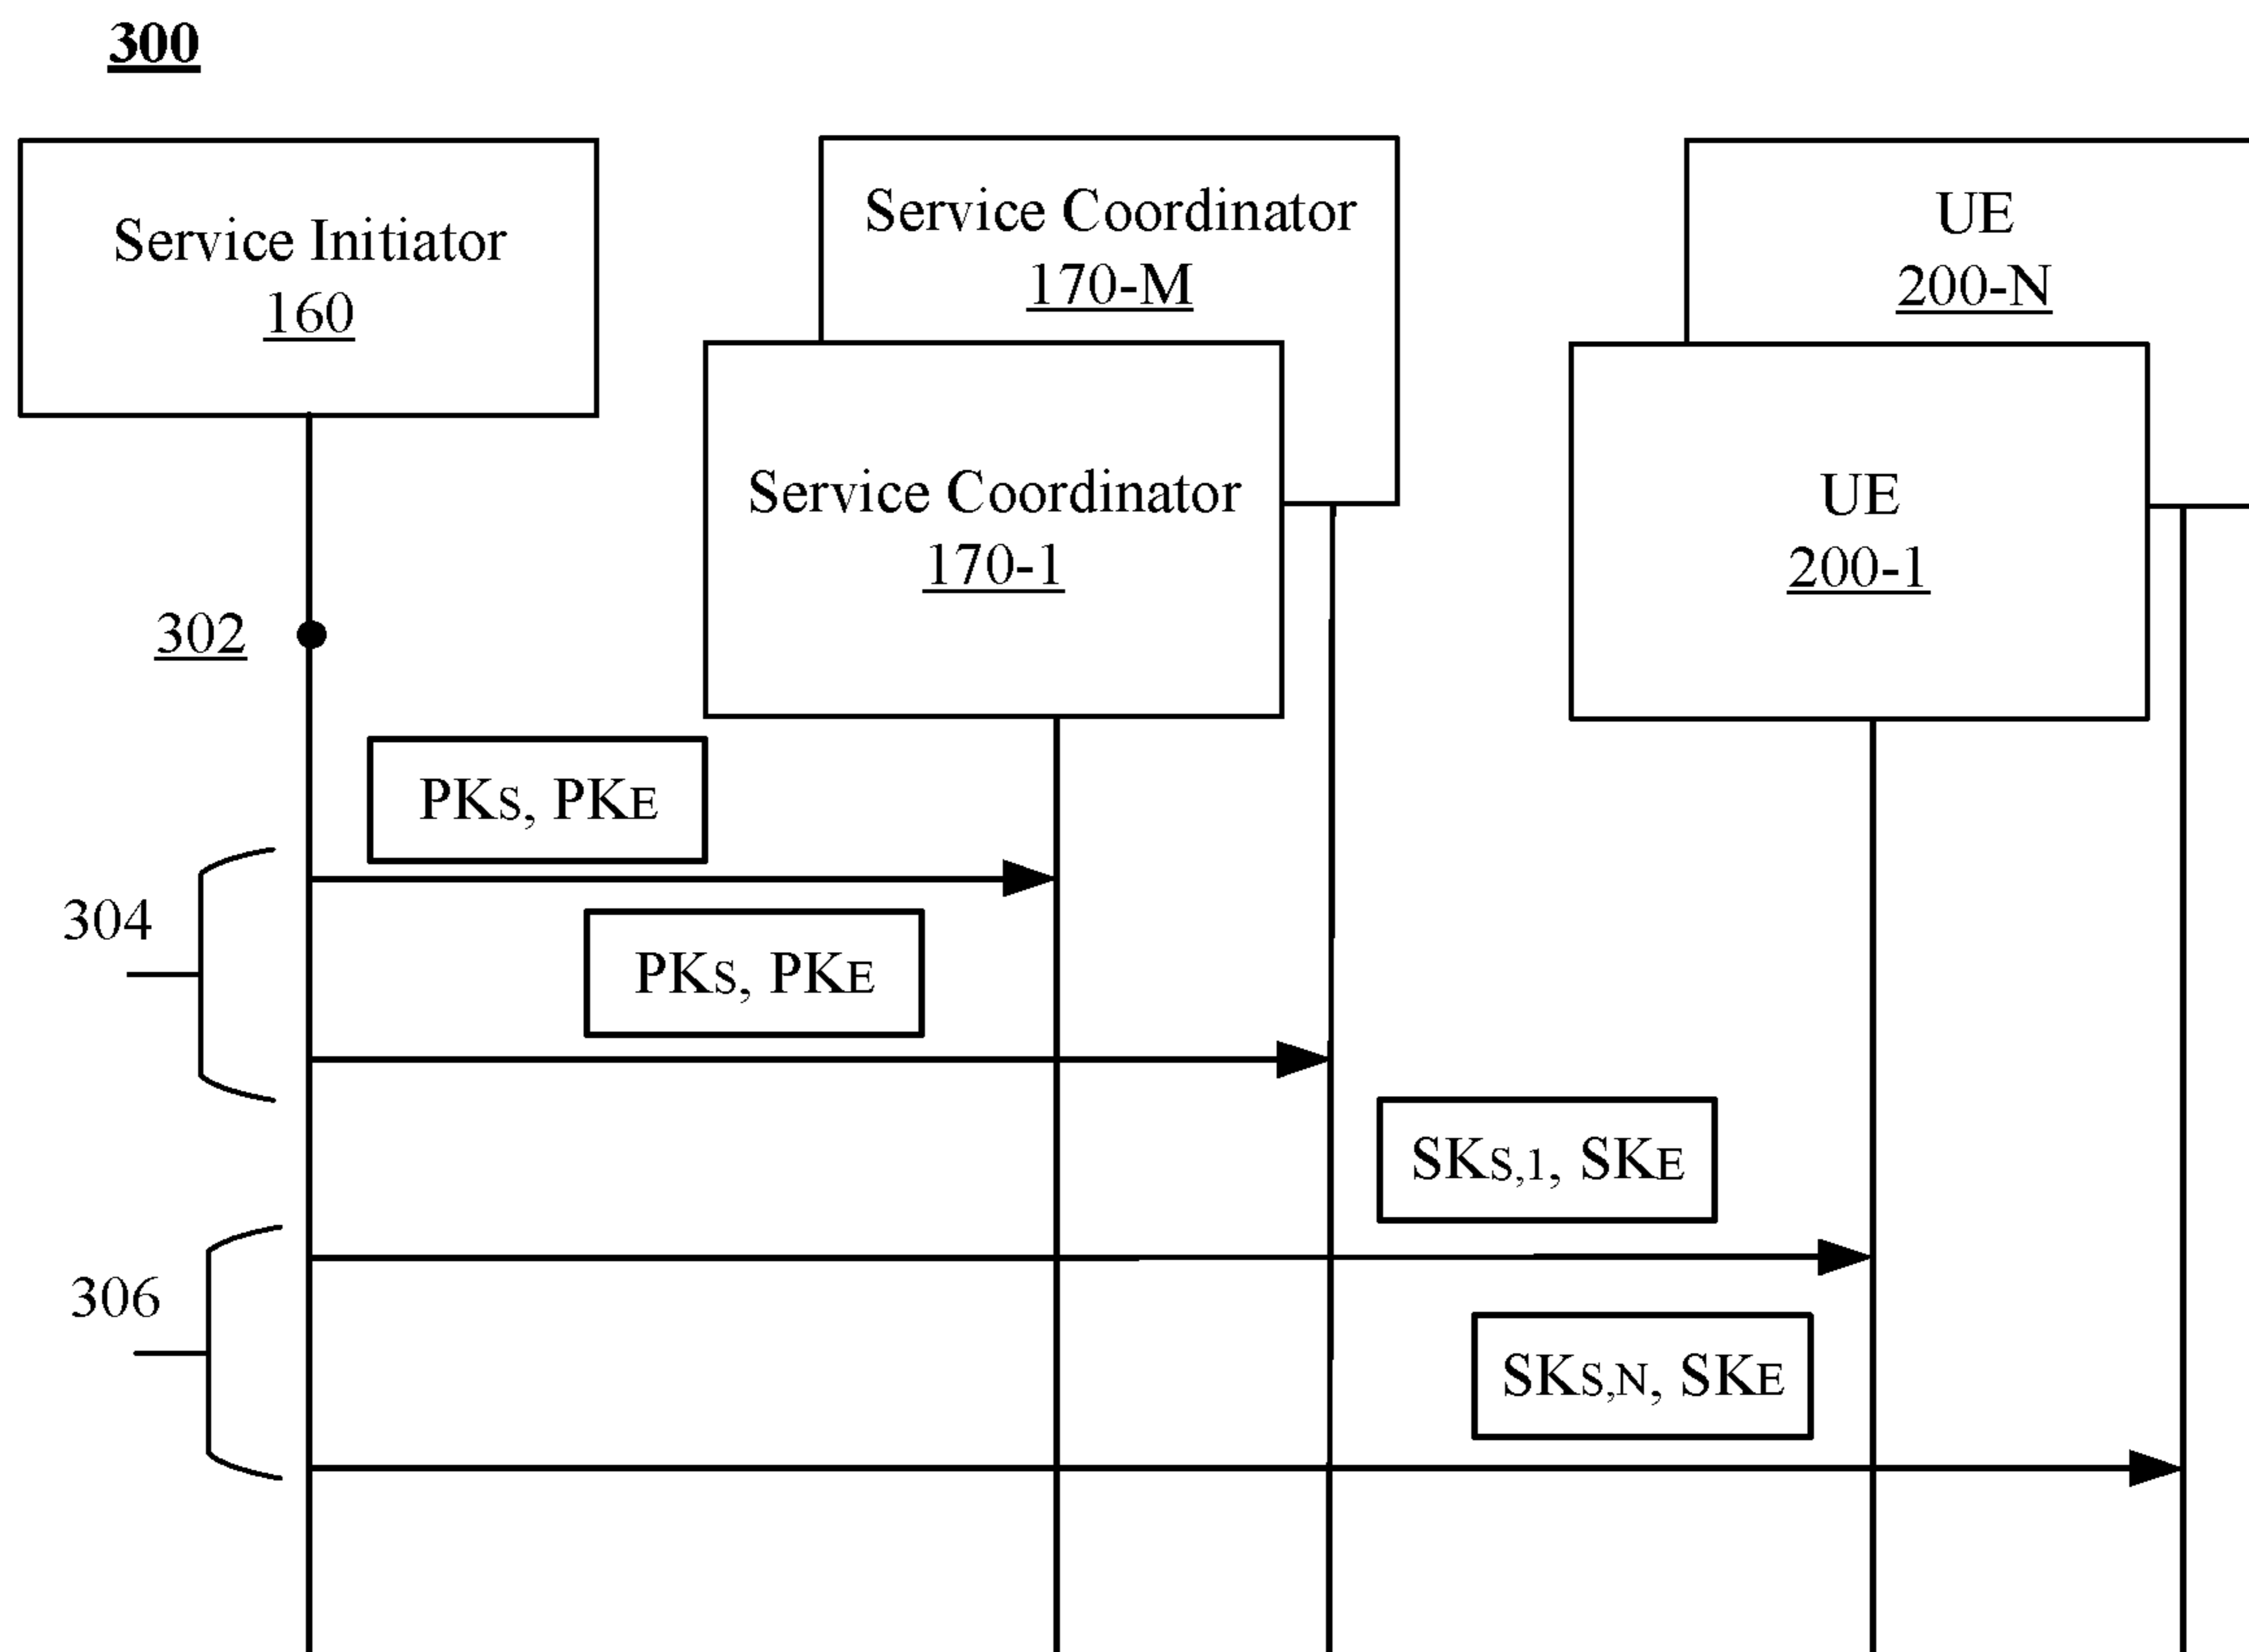 300
Service Initiator
160
Service Coordinator
170-M
UE
200-N
Service Coordinator
170-1
UE
200-1
302
PKS, PKE
304
PKS, PKE
SKS,1, SKE
306
SKS,N, SKE